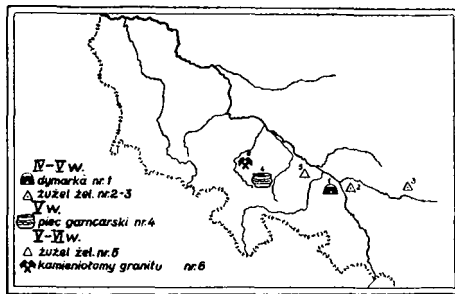 IV-V w.
dymarka nr. 1
żużel żel. nr. 2-3
V w.
piec garncarski nr. 4
V-VI w.
żużel żel. nr. 5
kamieniołomy granitu nr. 6
4
5
1
2
3